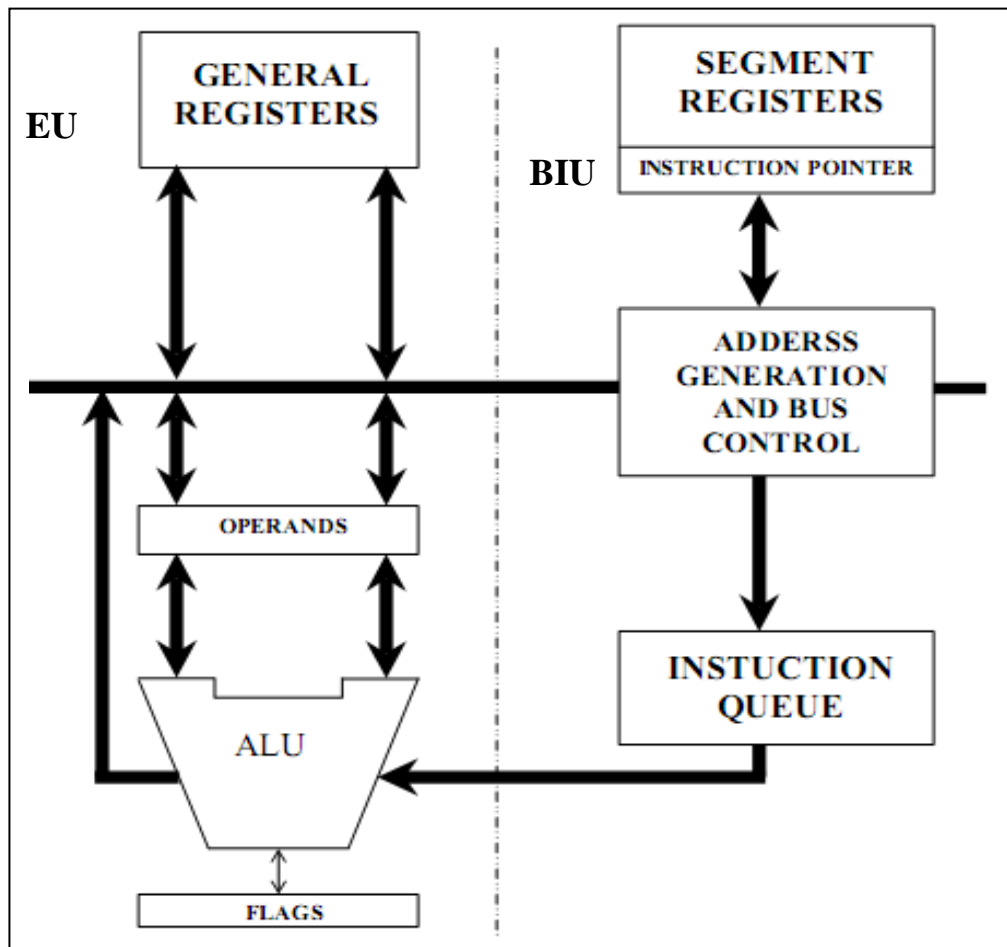 EU
GENERAL
REGISTERS
OPERANDS
ALU
FLAGS
BIU
SEGMENT
REGISTERS
INSTRUCTION POINTER
ADDERSS
GENERATION
AND BUS
CONTROL
INSTUCTION
QUEUE